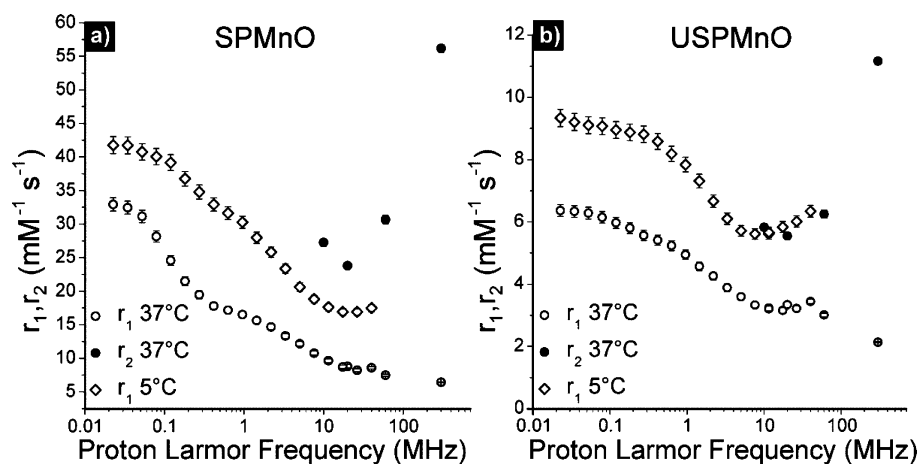 a) SPMnO
r₁,r₂ (mM⁻¹ s⁻¹)
60
55
50
45
40
35
30
25
20
15
10
5
r₁ 37°C
r₂ 37°C
r₁ 5°C
0.01 0.1 1 10 100
Proton Larmor Frequency (MHz)
b) USPMnO
r₁,r₂ (mM⁻¹ s⁻¹)
12
10
8
6
4
2
0
r₁ 37°C
r₂ 37°C
r₁ 5°C
0.01 0.1 1 10 100
Proton Larmor Frequency (MHz)